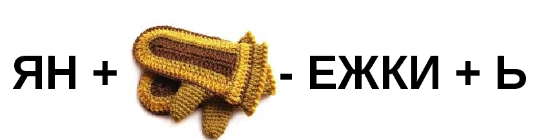 ЯН + - ЕЖКИ + Ь